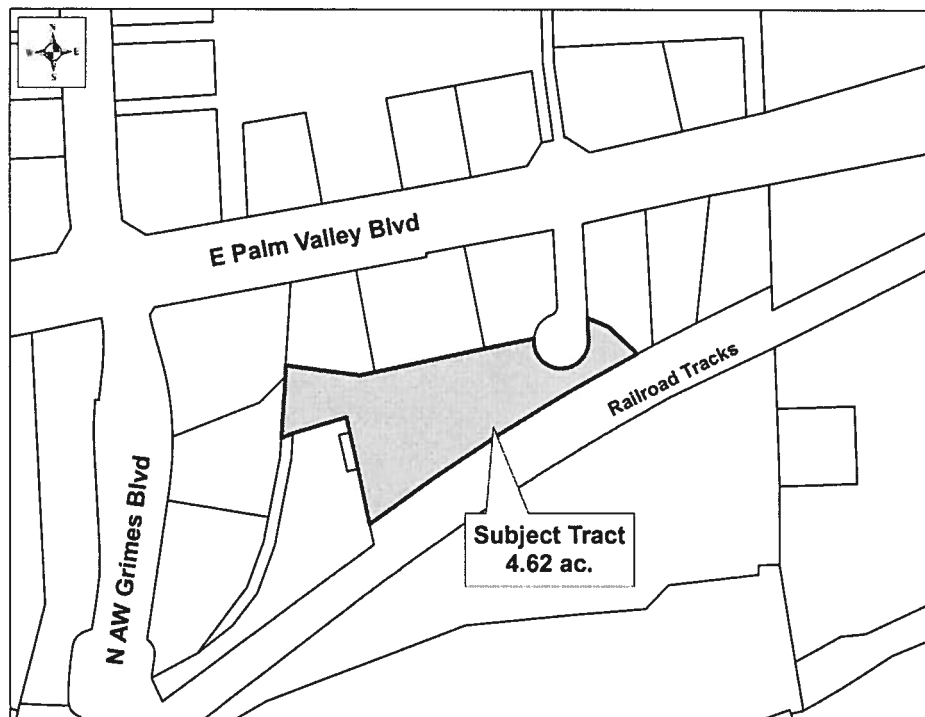 N
W E
S
E Palm Valley Blvd
Railroad Tracks
N AW Grimes Blvd
Subject Tract
4.62 ac.